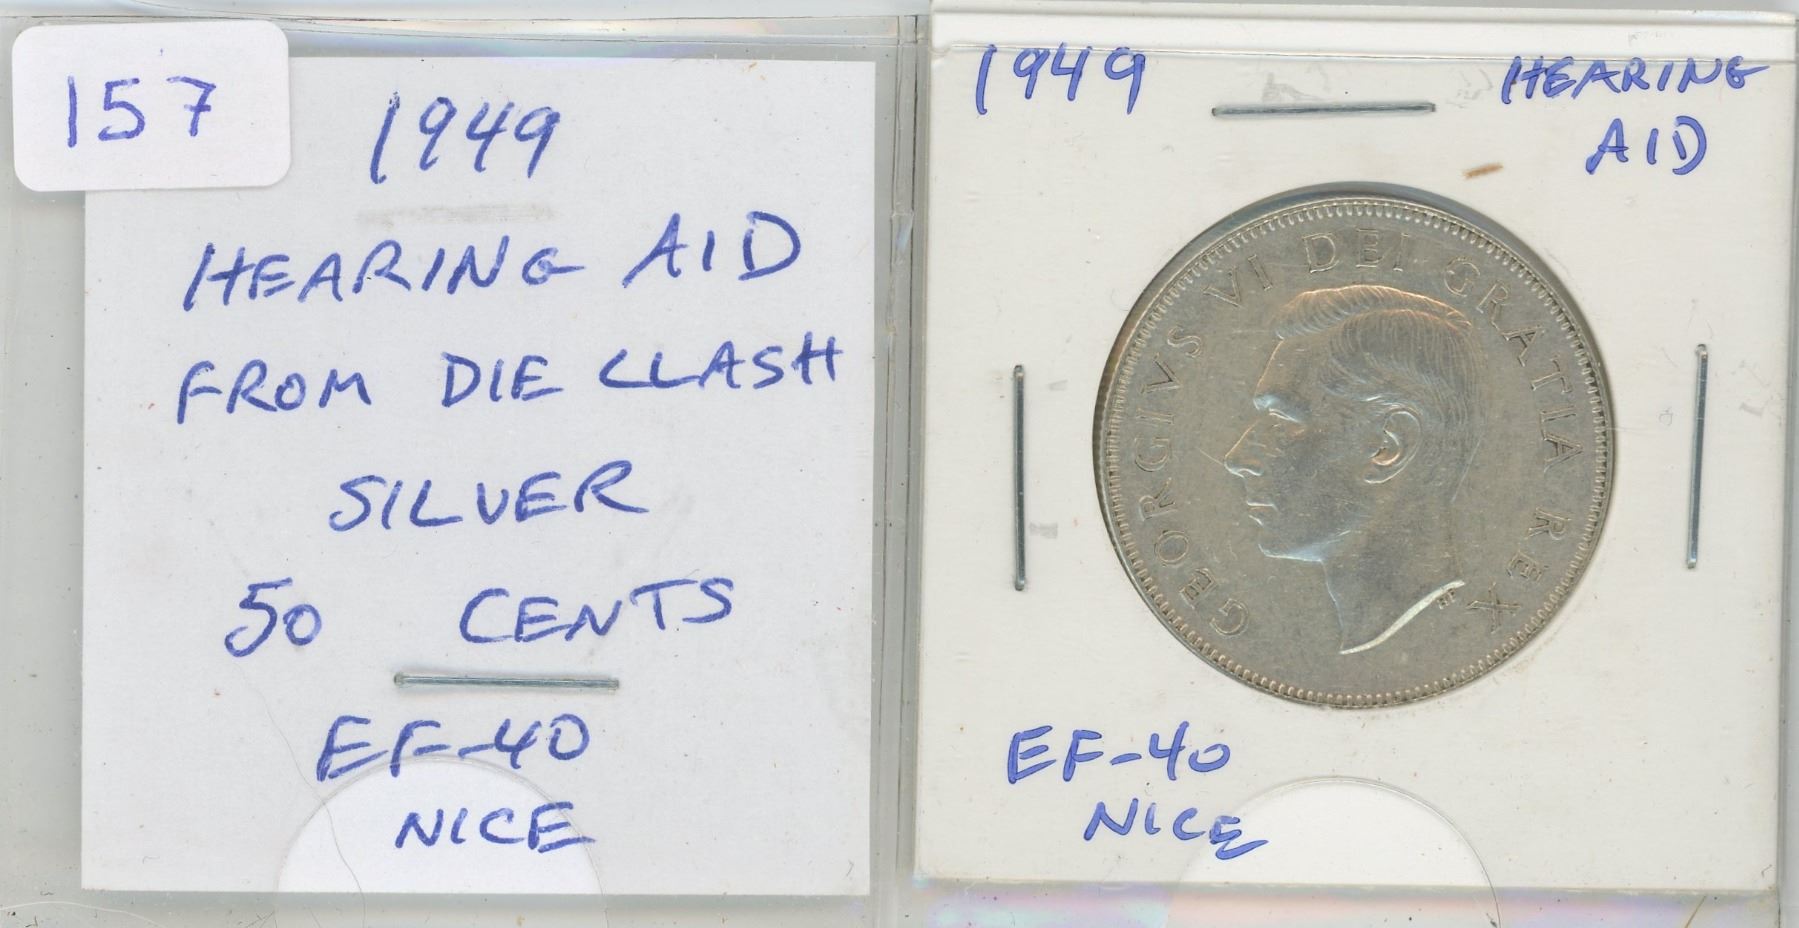 157
1949
HEARING AID
FROM DIE CLASH
SILVER
50 CENTS
EF-40
NICE
1949
HEARING
AID
GEORGIVS VI DEI GRATIA REX
HP
EF-40
NICE